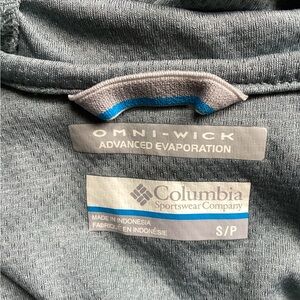 OMNI-WICK
ADVANCED EVAPORATION
Columbia
Sportswear Company
MADE IN INDONESIA
FABRIQUÉ EN INDONÉSIE
S/P